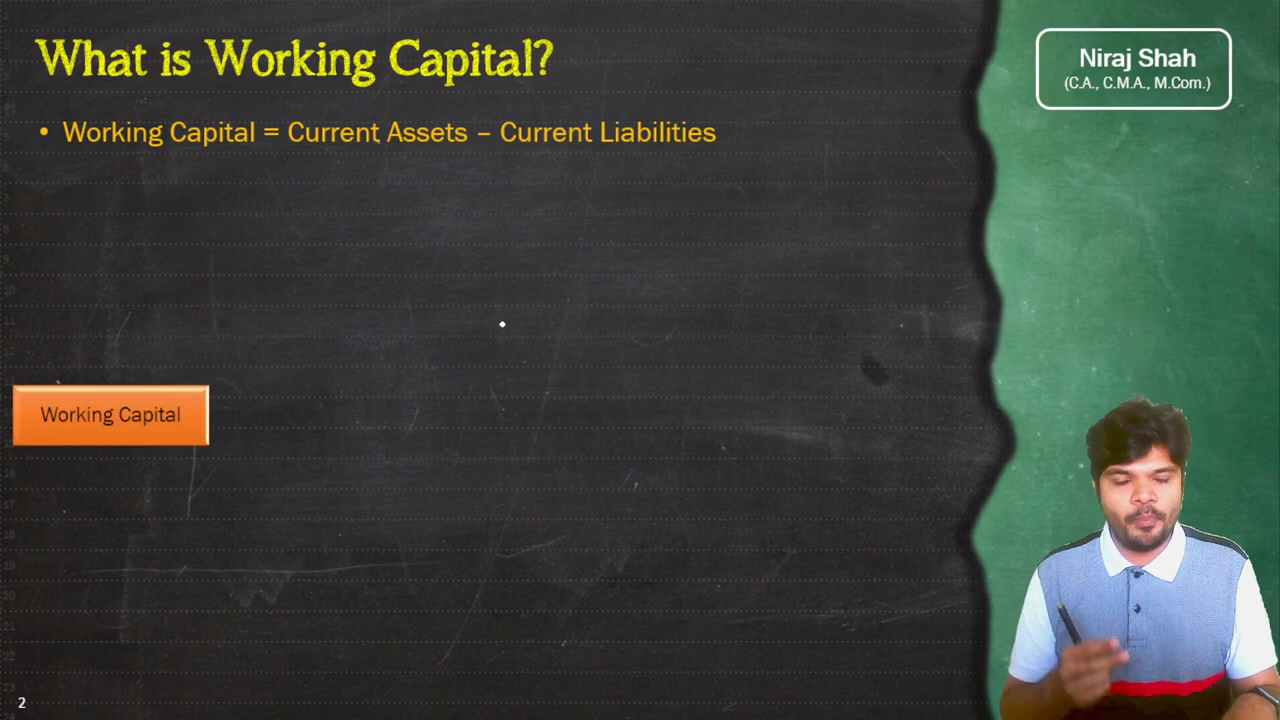 What is Working Capital?
Niraj Shah
(C.A., C.M.A., M.Com.)
• Working Capital = Current Assets – Current Liabilities
Working Capital
2